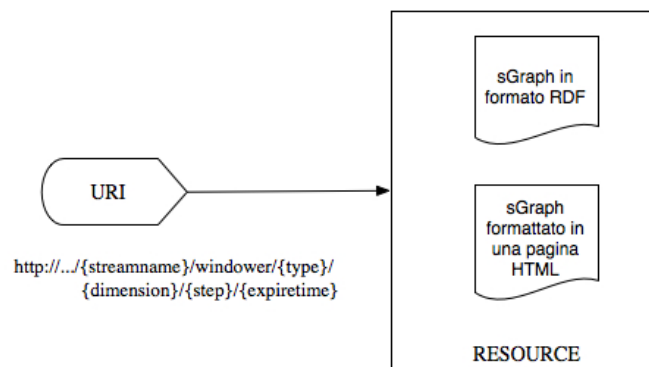 sGraph in
formato RDF
URI
sGraph
formattato in
una pagina
HTML
http://.../{streamname}/windower/{type}/
{dimension}/{step}/{expiretime}
RESOURCE